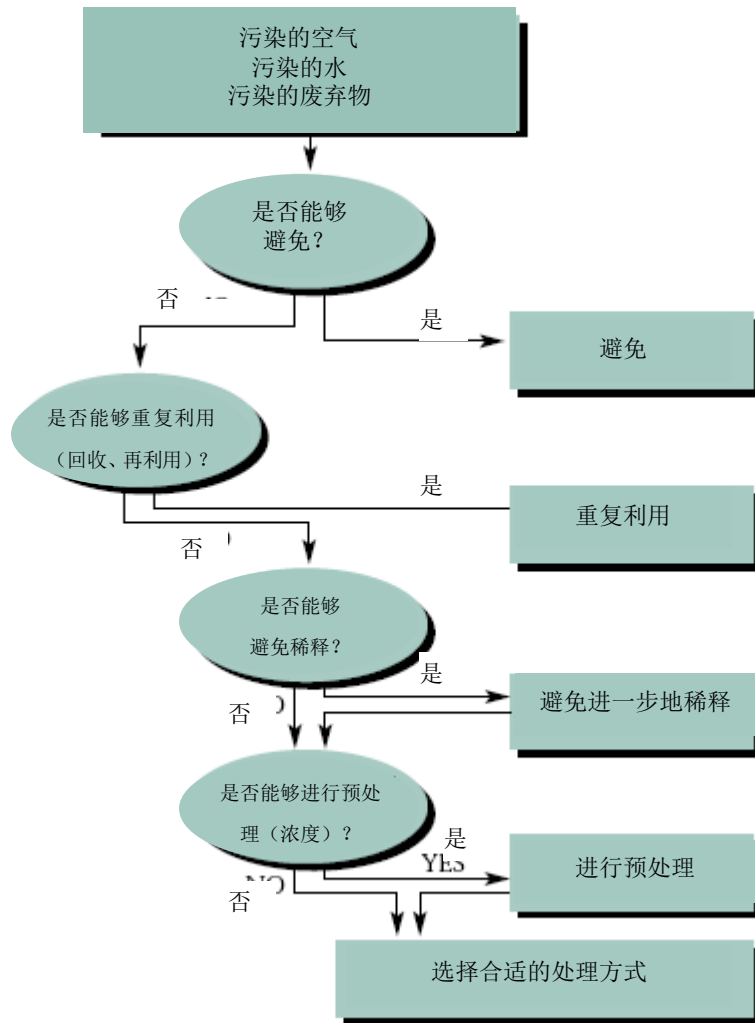 污染的空气
污染的水
污染的废弃物
是否能够
避免？
否
是
避免
是否能够重复利用
（回收、再利用）？
是
重复利用
否
是否能够
避免稀释？
是
避免进一步地稀释
否
是否能够进行预处
理（浓度）？
是
YES
进行预处理
NO
否
选择合适的处理方式